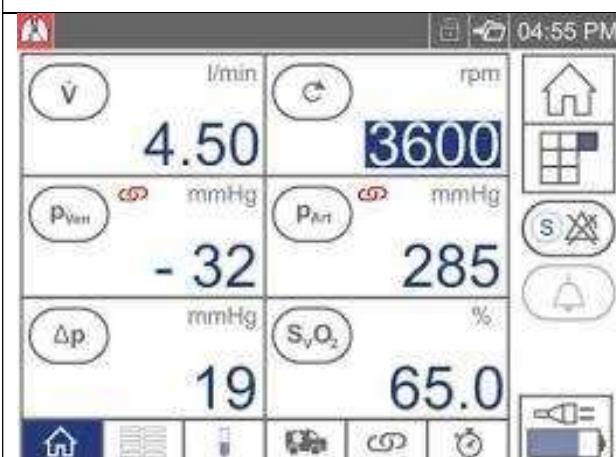 04:55 PM
V̇ l/min
4.50
rpm
3600
pVen mmHg
- 32
pArt mmHg
285
Δp mmHg
19
SvO₂ %
65.0
S